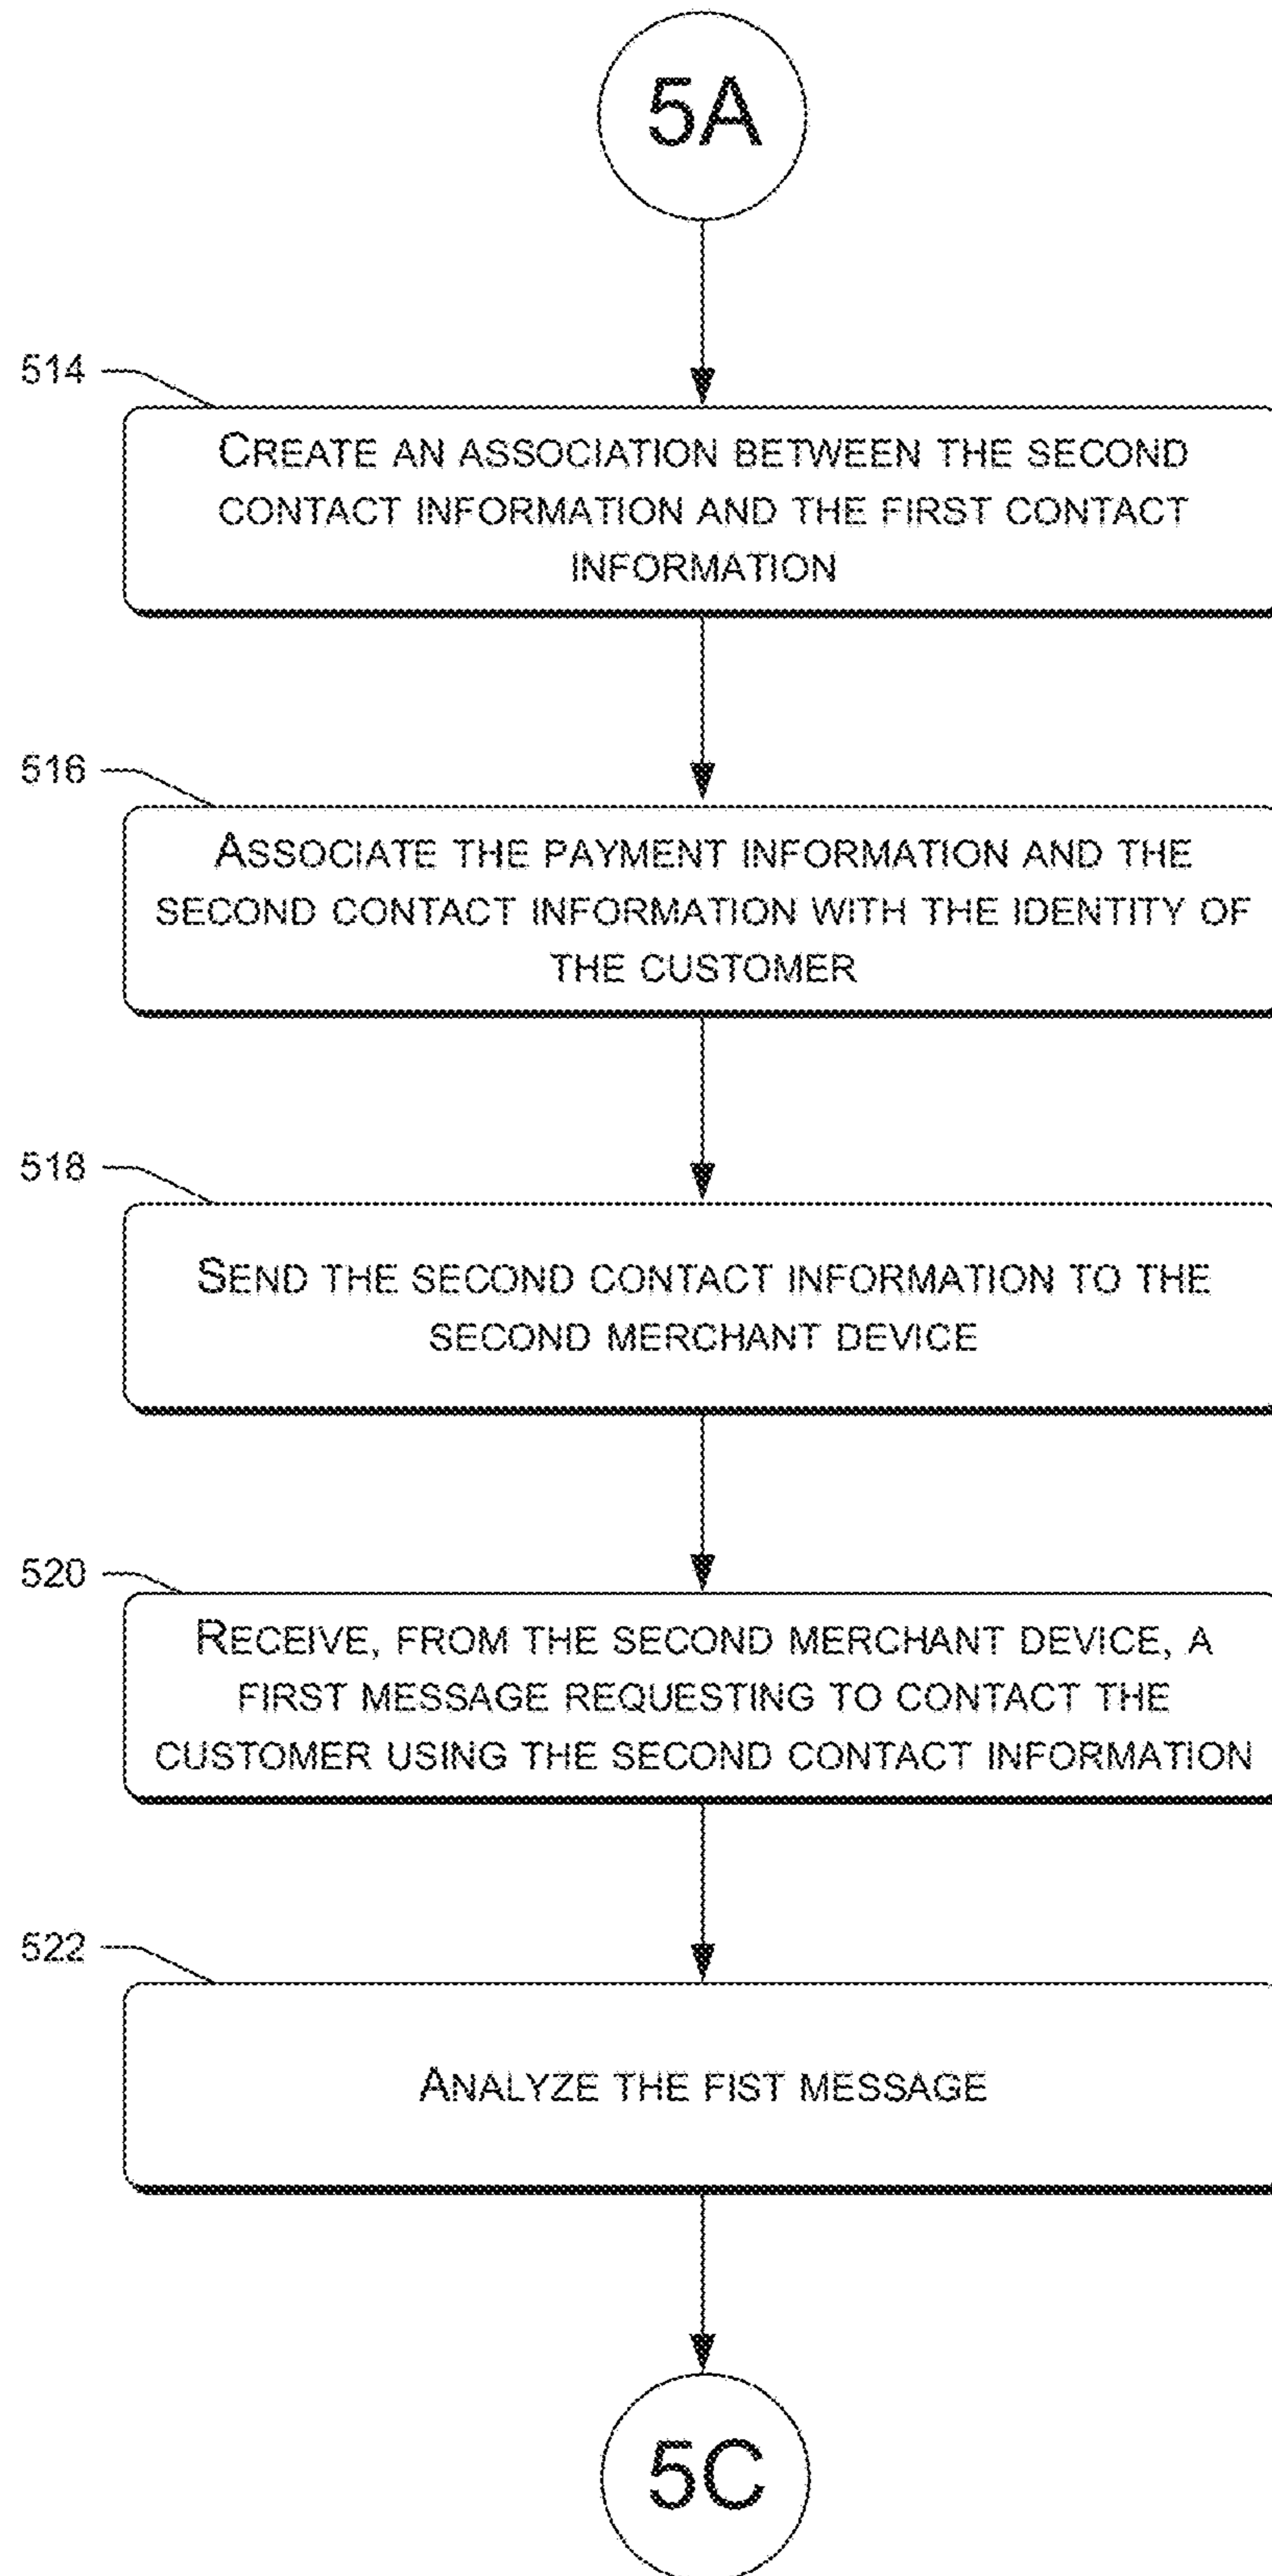 5A
514
CREATE AN ASSOCIATION BETWEEN THE SECOND
CONTACT INFORMATION AND THE FIRST CONTACT
INFORMATION
516
ASSOCIATE THE PAYMENT INFORMATION AND THE
SECOND CONTACT INFORMATION WITH THE IDENTITY OF
THE CUSTOMER
518
SEND THE SECOND CONTACT INFORMATION TO THE
SECOND MERCHANT DEVICE
520
RECEIVE, FROM THE SECOND MERCHANT DEVICE, A
FIRST MESSAGE REQUESTING TO CONTACT THE
CUSTOMER USING THE SECOND CONTACT INFORMATION
522
ANALYZE THE FIST MESSAGE
5C